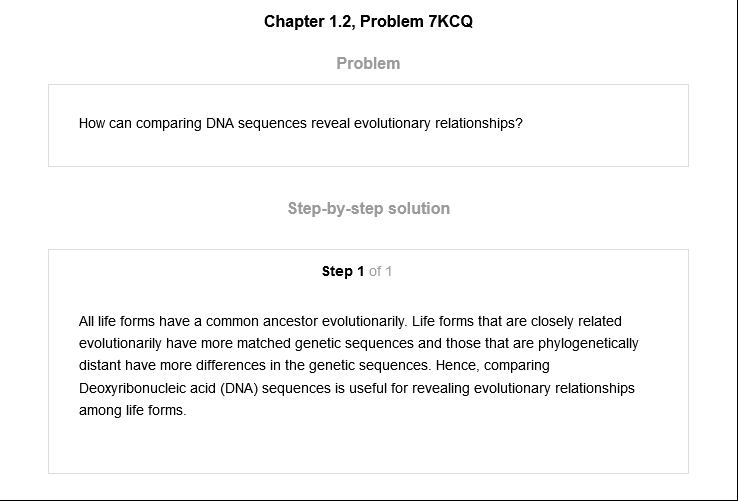 Chapter 1.2, Problem 7KCQ
Problem
How can comparing DNA sequences reveal evolutionary relationships?
Step-by-step solution
Step 1 of 1
All life forms have a common ancestor evolutionarily. Life forms that are closely related
evolutionarily have more matched genetic sequences and those that are phylogenetically
distant have more differences in the genetic sequences. Hence, comparing
Deoxyribonucleic acid (DNA) sequences is useful for revealing evolutionary relationships
among life forms.